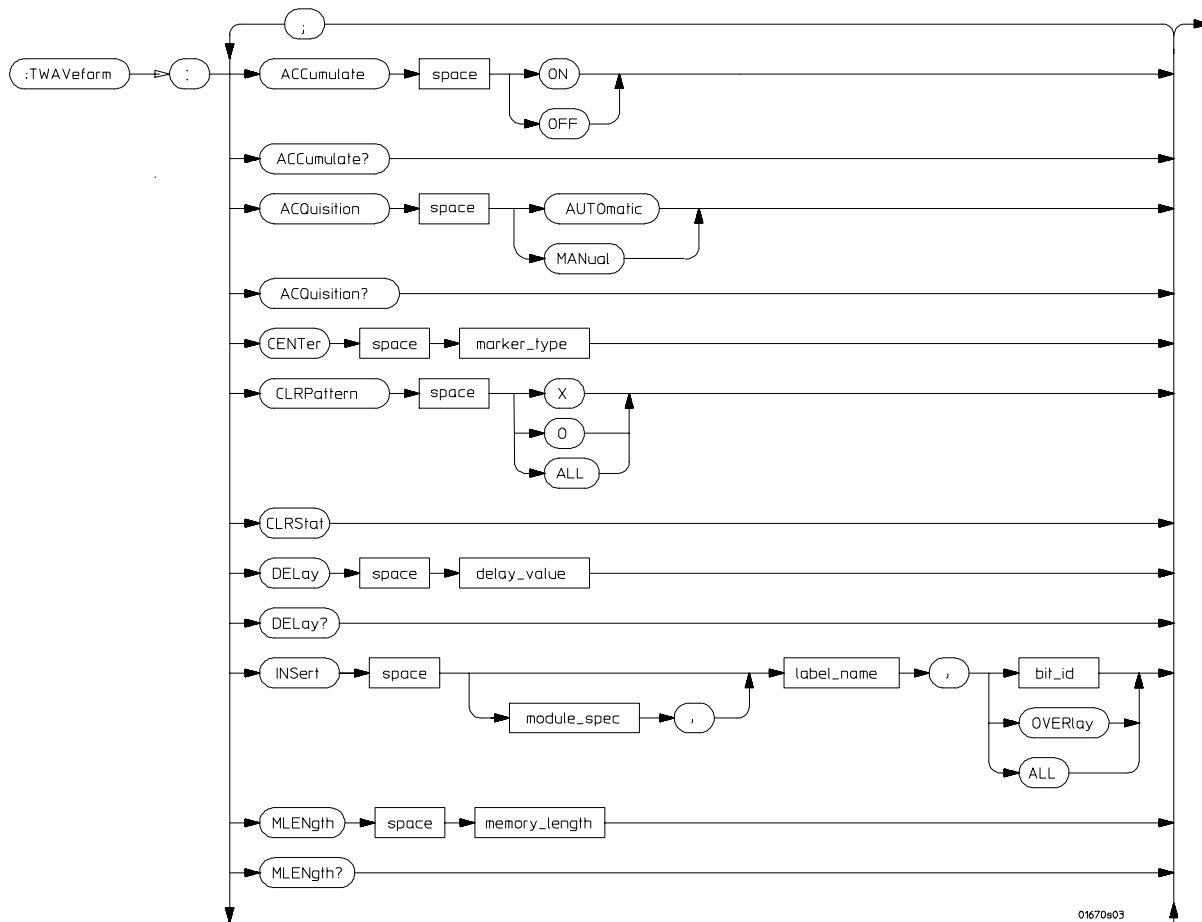 ;
:TWAVeform : ACCumulate space ON
OFF
ACCumulate?
ACQuisition space AUTOmatic
MANual
ACQuisition?
CENTer space marker_type
CLRPattern space X
O
ALL
CLRStat
DELay space delay_value
DELay?
INSert space label_name , bit_id
module_spec , OVERlay
ALL
MLENgth space memory_length
MLENgth?
01670s03